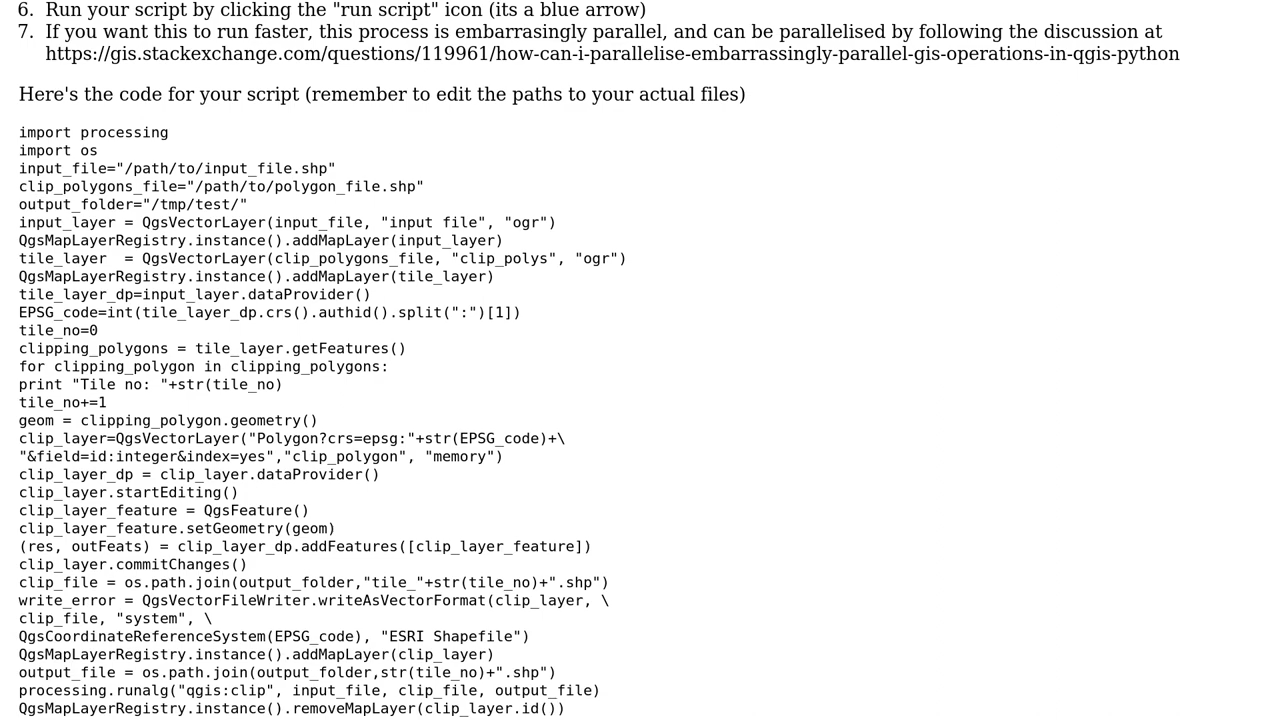 6. Run your script by clicking the "run script" icon (its a blue arrow)
7. If you want this to run faster, this process is embarrasingly parallel, and can be parallelised by following the discussion at
https://gis.stackexchange.com/questions/119961/how-can-i-parallelise-embarrassingly-parallel-gis-operations-in-qgis-python
Here's the code for your script (remember to edit the paths to your actual files)
import processing
import os
input_file="/path/to/input_file.shp"
clip_polygons_file="/path/to/polygon_file.shp"
output_folder="/tmp/test/"
input_layer = QgsVectorLayer(input_file, "input file", "ogr")
QgsMapLayerRegistry.instance().addMapLayer(input_layer)
tile_layer  = QgsVectorLayer(clip_polygons_file, "clip_polys", "ogr")
QgsMapLayerRegistry.instance().addMapLayer(tile_layer)
tile_layer_dp=input_layer.dataProvider()
EPSG_code=int(tile_layer_dp.crs().authid().split(":")[1])
tile_no=0
clipping_polygons = tile_layer.getFeatures()
for clipping_polygon in clipping_polygons:
print "Tile no: "+str(tile_no)
tile_no+=1
geom = clipping_polygon.geometry()
clip_layer=QgsVectorLayer("Polygon?crs=epsg:"+str(EPSG_code)+\
"&field=id:integer&index=yes","clip_polygon", "memory")
clip_layer_dp = clip_layer.dataProvider()
clip_layer.startEditing()
clip_layer_feature = QgsFeature()
clip_layer_feature.setGeometry(geom)
(res, outFeats) = clip_layer_dp.addFeatures([clip_layer_feature])
clip_layer.commitChanges()
clip_file = os.path.join(output_folder,"tile_"+str(tile_no)+".shp")
write_error = QgsVectorFileWriter.writeAsVectorFormat(clip_layer, \
clip_file, "system", \
QgsCoordinateReferenceSystem(EPSG_code), "ESRI Shapefile")
QgsMapLayerRegistry.instance().addMapLayer(clip_layer)
output_file = os.path.join(output_folder,str(tile_no)+".shp")
processing.runalg("qgis:clip", input_file, clip_file, output_file)
QgsMapLayerRegistry.instance().removeMapLayer(clip_layer.id())